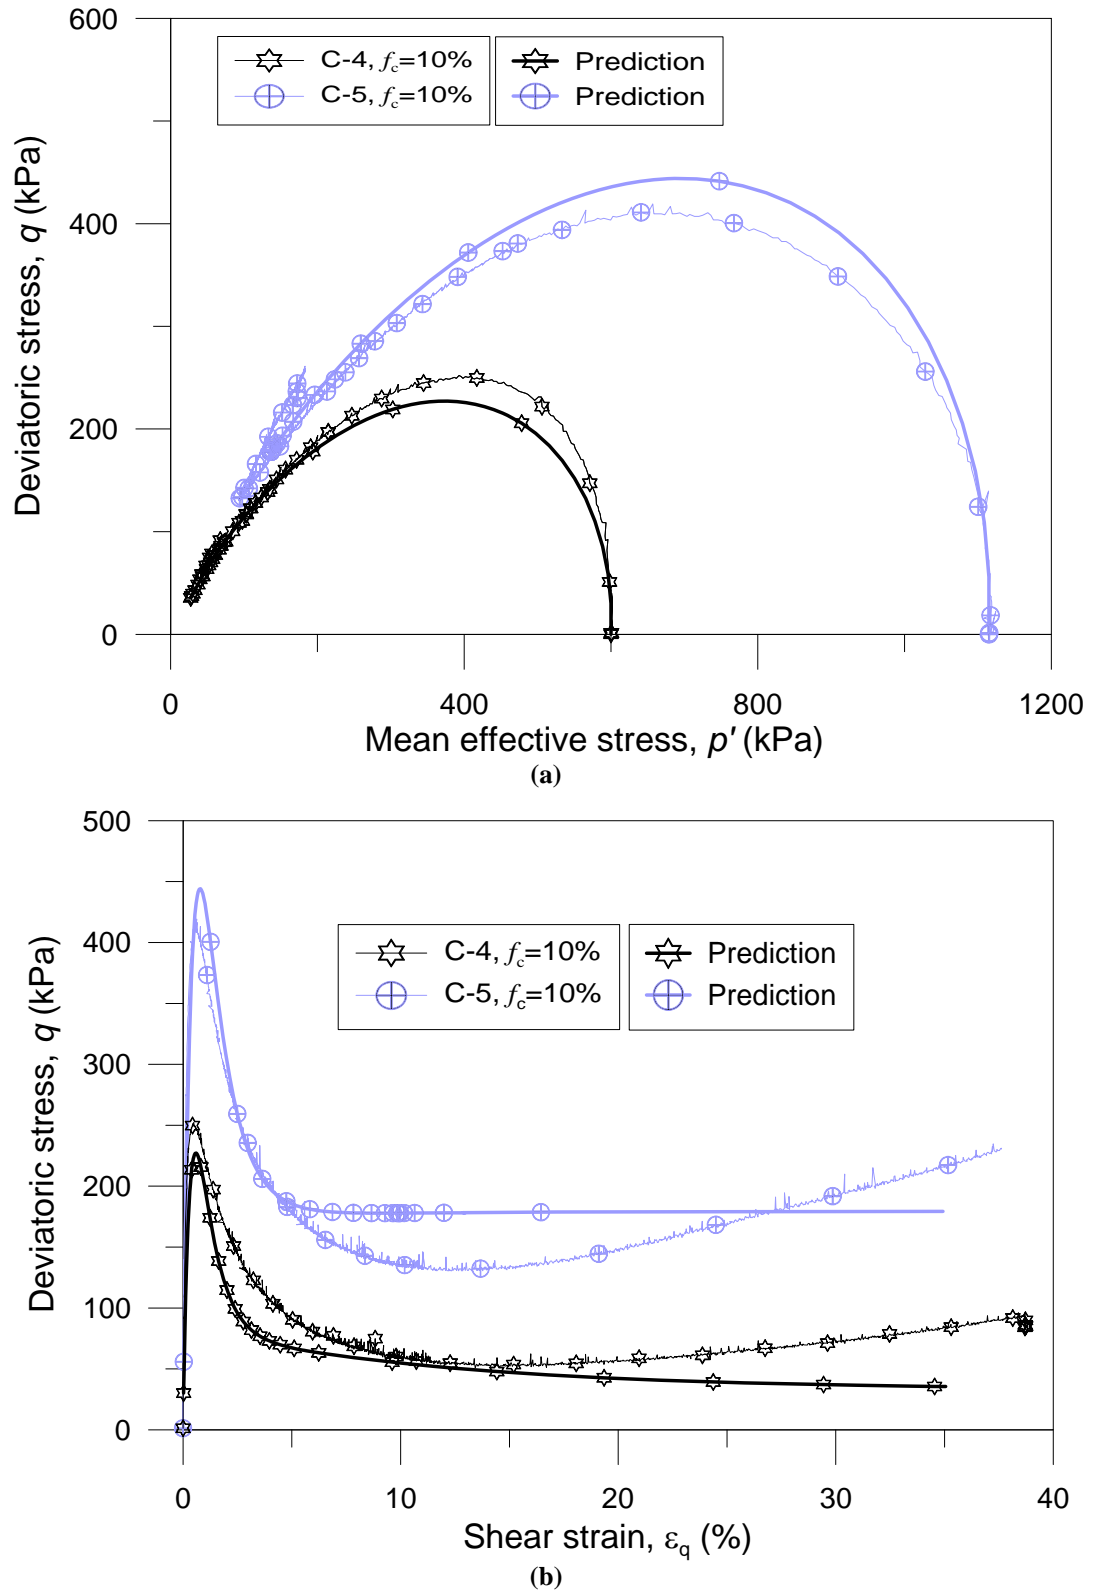 600
400
200
0
Deviatoric stress, q (kPa)
C-4, fc=10%
C-5, fc=10%
Prediction
Prediction
0
400
800
1200
Mean effective stress, p' (kPa)
(a)
500
400
300
200
100
0
Deviatoric stress, q (kPa)
C-4, fc=10%
C-5, fc=10%
Prediction
Prediction
0
10
20
30
40
Shear strain, εq (%)
(b)